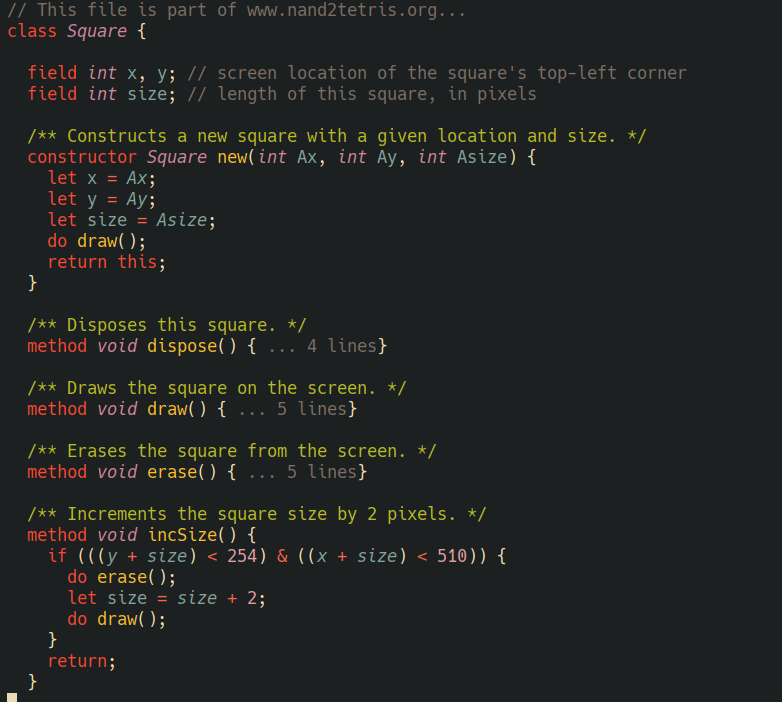 // This file is part of www.nand2tetris.org...
class Square {
field int x, y; // screen location of the square's top-left corner
field int size; // length of this square, in pixels
/** Constructs a new square with a given location and size. */
constructor Square new(int Ax, int Ay, int Asize) {
let x = Ax;
let y = Ay;
let size = Asize;
do draw();
return this;
}
/** Disposes this square. */
method void dispose() { ... 4 lines}
/** Draws the square on the screen. */
method void draw() { ... 5 lines}
/** Erases the square from the screen. */
method void erase() { ... 5 lines}
/** Increments the square size by 2 pixels. */
method void incSize() {
if (((y + size) < 254) & ((x + size) < 510)) {
do erase();
let size = size + 2;
do draw();
}
return;
}